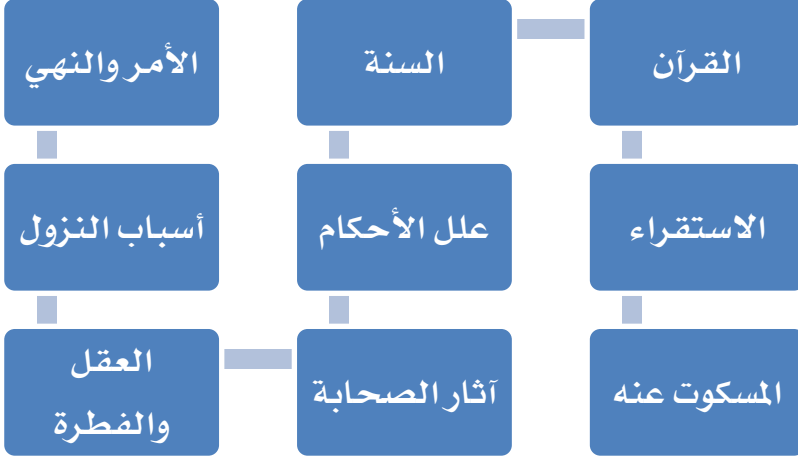 القرآن
السنة
الأمر والنهي
الاستقراء
علل الأحكام
أسباب النزول
المسكوت عنه
آثار الصحابة
العقل
والفطرة